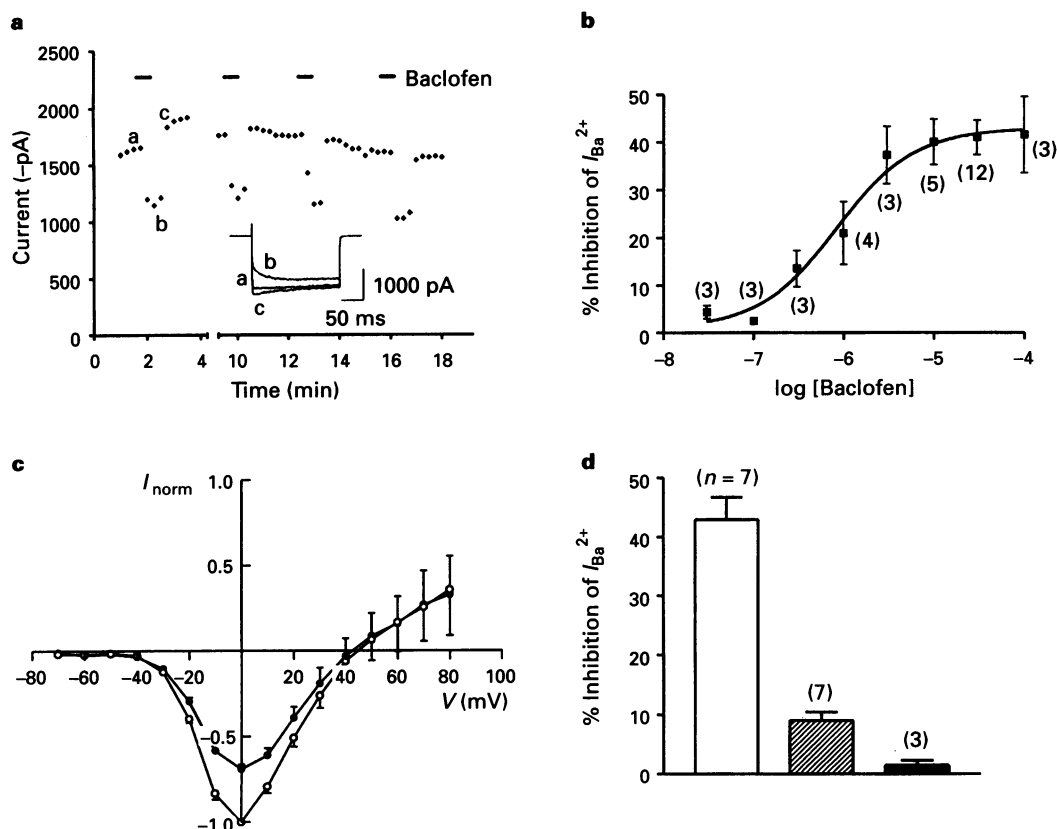 a
2500
2000
1500
1000
500
0
Current (–pA)
Baclofen
a
b
c
a
b
c
1000 pA
50 ms
0 2 4 10 12 14 16 18
Time (min)
b
50
40
30
20
10
0
% Inhibition of I_Ba^2+
(3)
(3)
(3)
(4)
(3)
(5)
(12)
(3)
–8 –7 –6 –5 –4
log [Baclofen]
c
I norm
1.0
0.5
–80 –60 –40 –20 20 40 60 80 100
V (mV)
–0.5
–1.0
d
50
40
30
20
10
0
% Inhibition of I_Ba^2+
(n = 7)
(7)
(3)